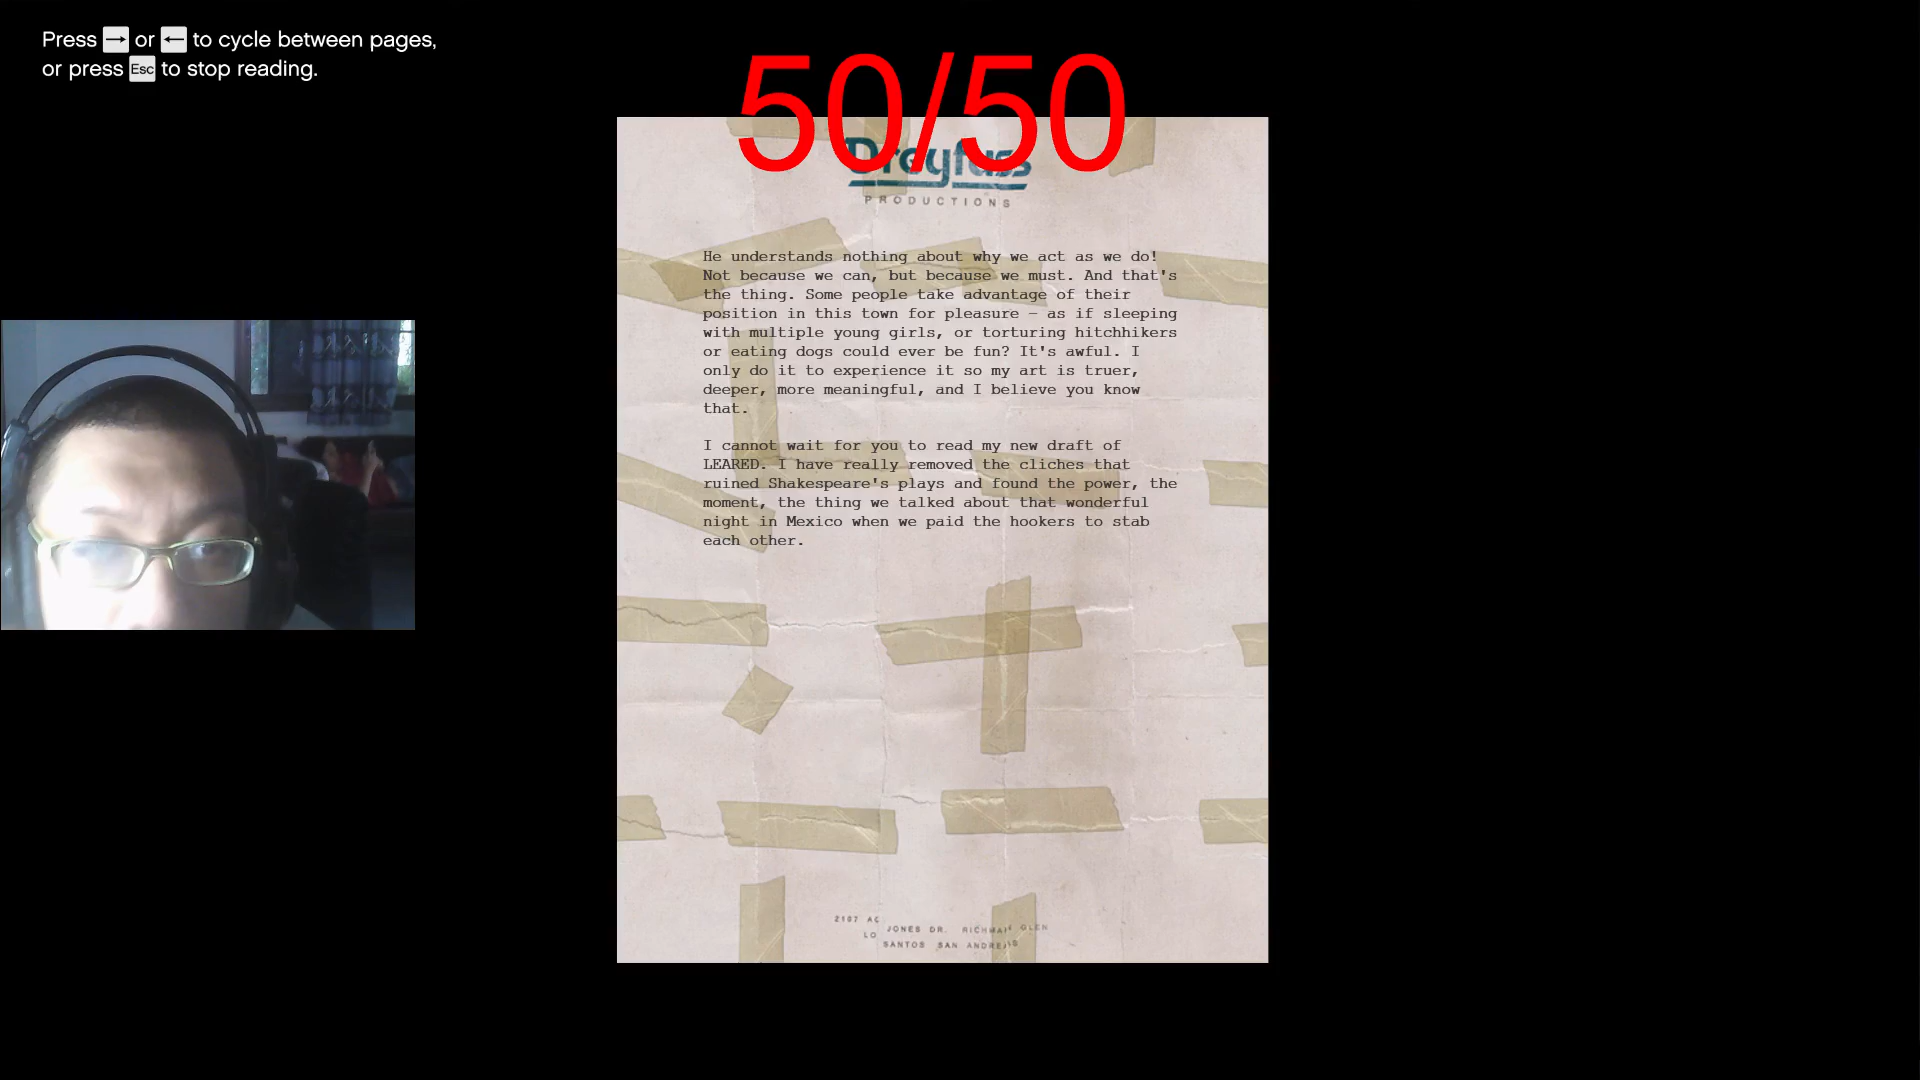 Press → or ← to cycle between pages,
or press Esc to stop reading.
50/50
Dreyfuss
PRODUCTIONS
He understands nothing about why we act as we do!
Not because we can, but because we must. And that's
the thing. Some people take advantage of their
position in this town for pleasure — as if sleeping
with multiple young girls, or torturing hitchhikers
or eating dogs could ever be fun? It's awful. I
only do it to experience it so my art is truer,
deeper, more meaningful, and I believe you know
that.
I cannot wait for you to read my new draft of
LEARED. I have really removed the cliches that
ruined Shakespeare's plays and found the power, the
moment, the thing we talked about that wonderful
night in Mexico when we paid the hookers to stab
each other.
2107 AC JONES DR. RICHMAN GLEN
LO SANTOS SAN ANDREAS